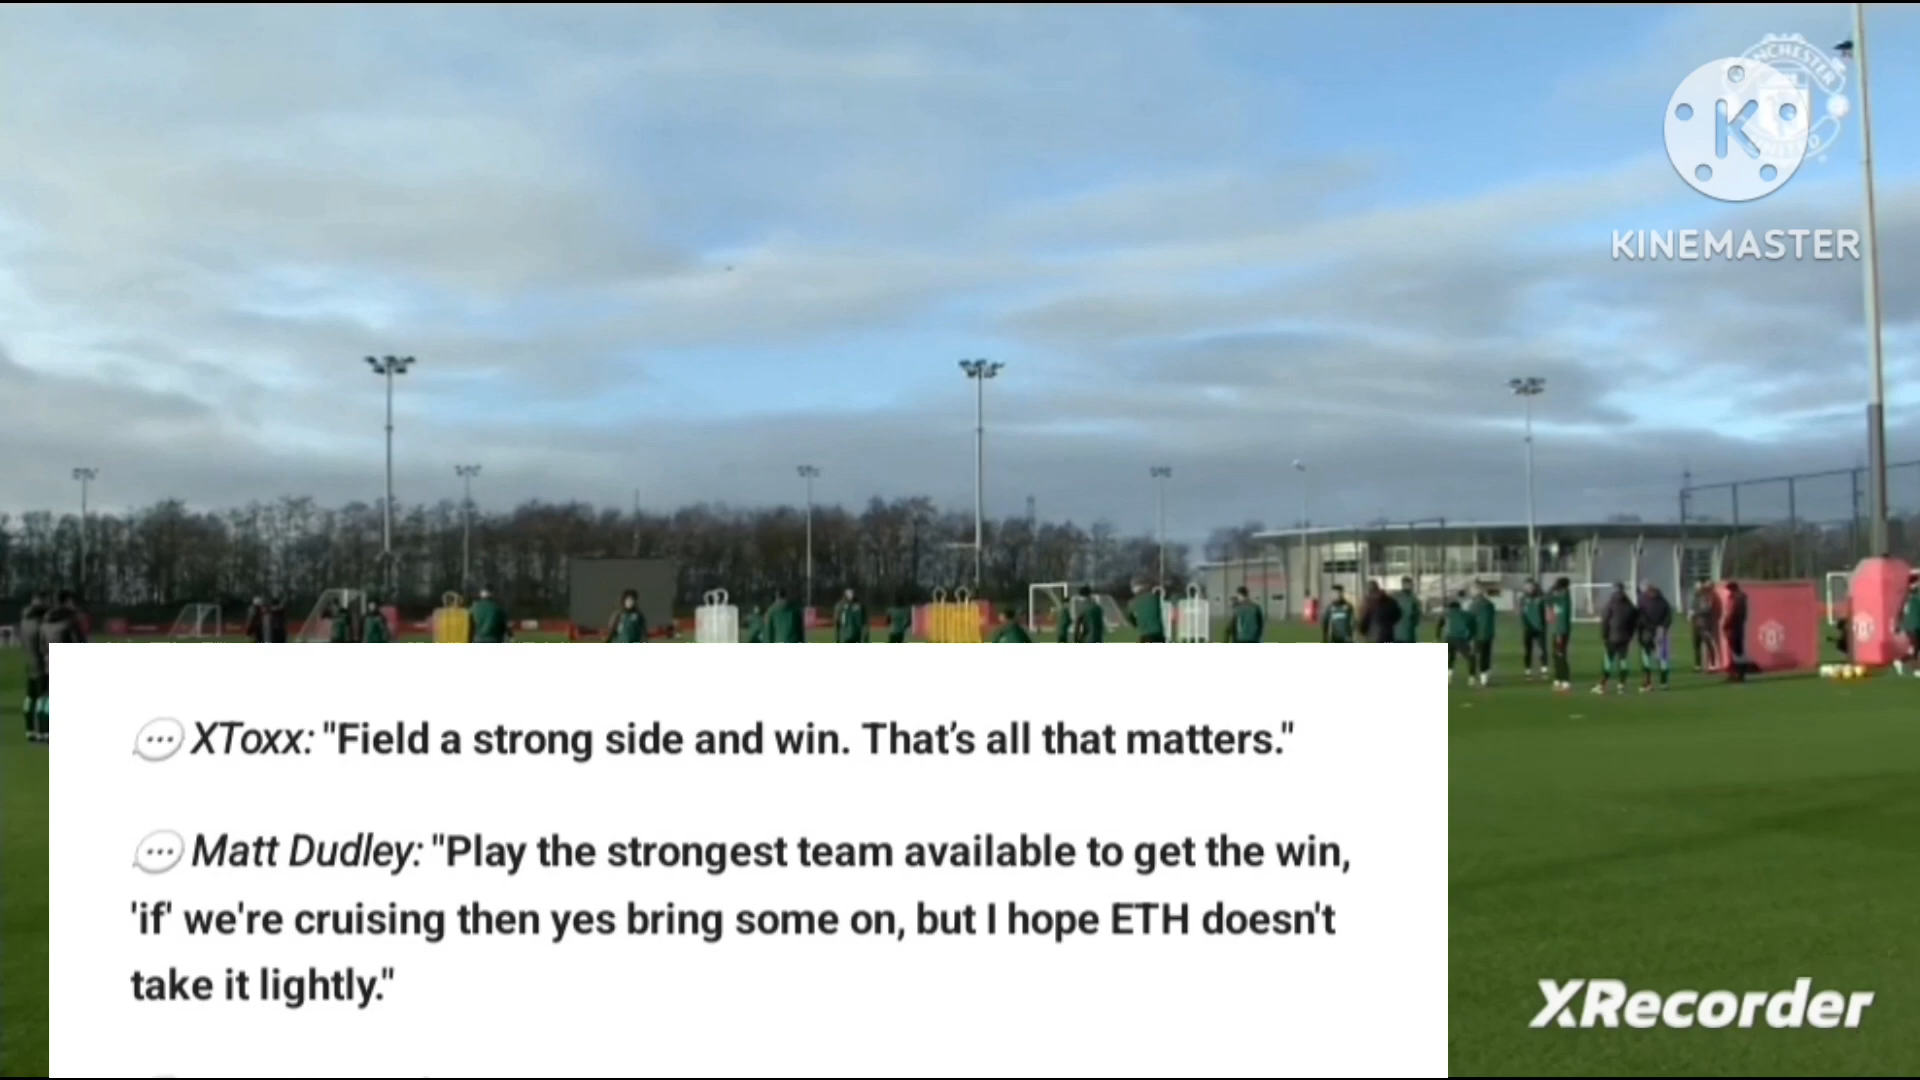 MANCHESTER
UNITED
K
KINEMASTER
XToxx: "Field a strong side and win. That's all that matters."
Matt Dudley: "Play the strongest team available to get the win,
'if' we're cruising then yes bring some on, but I hope ETH doesn't
take it lightly."
XRecorder